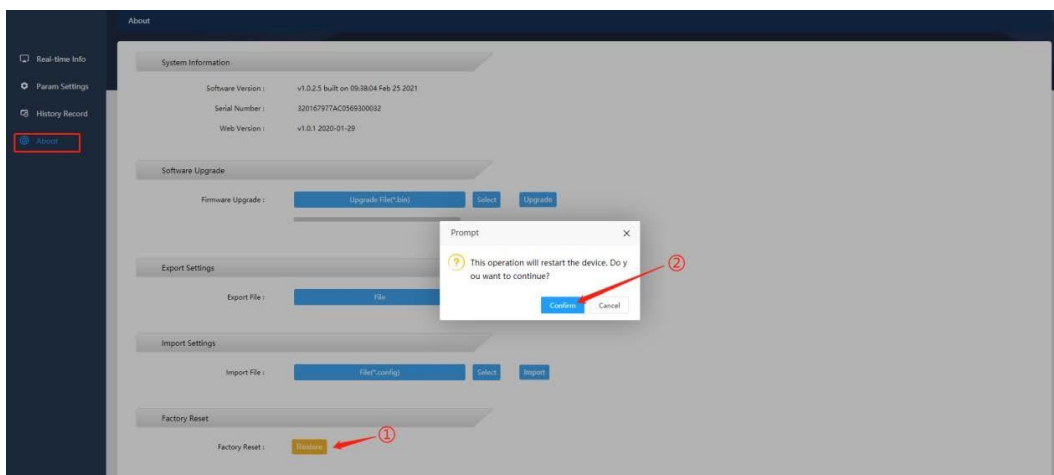 About
Real-time Info
Param Settings
History Record
About
System Information
Software Version : v1.0.2.5 built on 09:38:04 Feb 25 2021
Serial Number : 320167977AC0569300032
Web Version : v1.0.1 2020-01-29
Software Upgrade
Firmware Upgrade : Upgrade File(*.bin) Select Upgrade
Prompt
This operation will restart the device. Do y
ou want to continue?
Confirm Cancel
②
Export Settings
Export File : File
Import Settings
Import File : File(*.config) Select Import
Factory Reset
Factory Reset : Restore
①